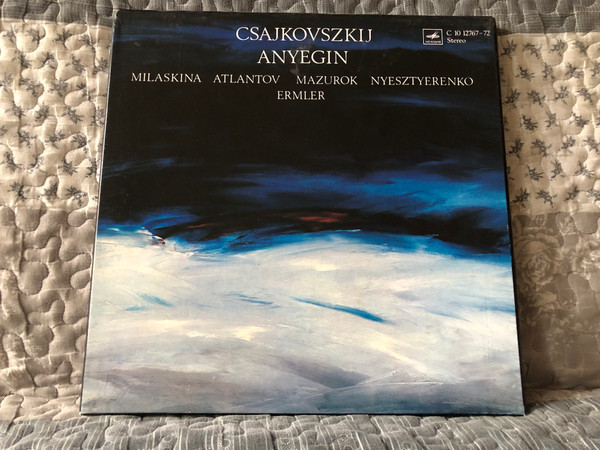 CSAJKOVSZKIJ
ANYEGIN
MILASKINA ATLANTOV MAZUROK NYESZTYERENKO
ERMLER
C 10 12767-72
Stereo